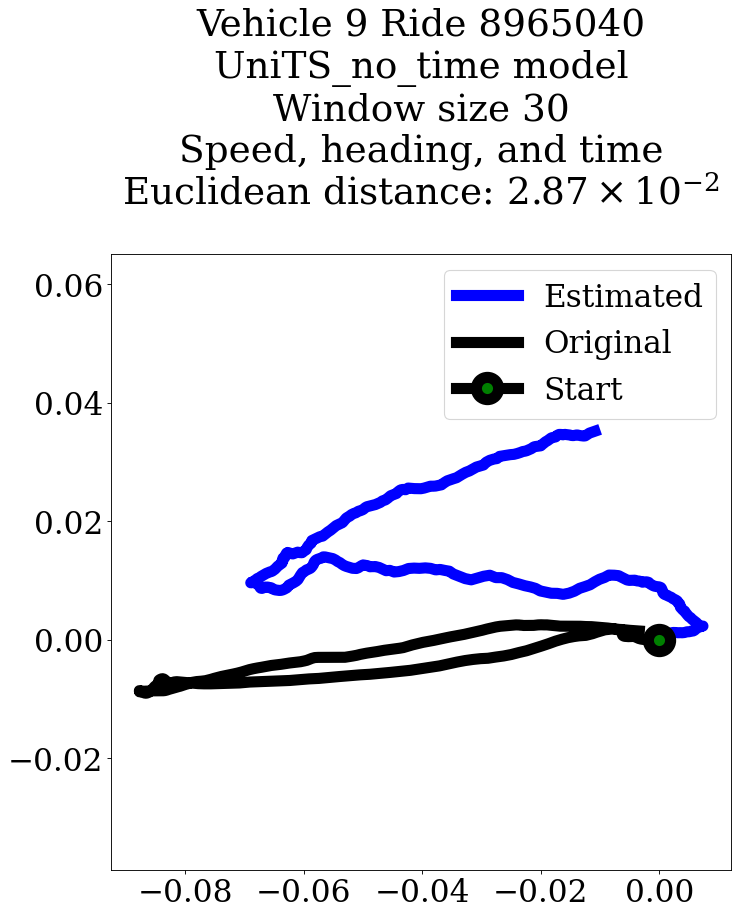 Vehicle 9 Ride 8965040
UniTS_no_time model
Window size 30
Speed, heading, and time
Euclidean distance: 2.87 × 10⁻²
Estimated
Original
Start
0.06
0.04
0.02
0.00
−0.02
−0.08 −0.06 −0.04 −0.02 0.00